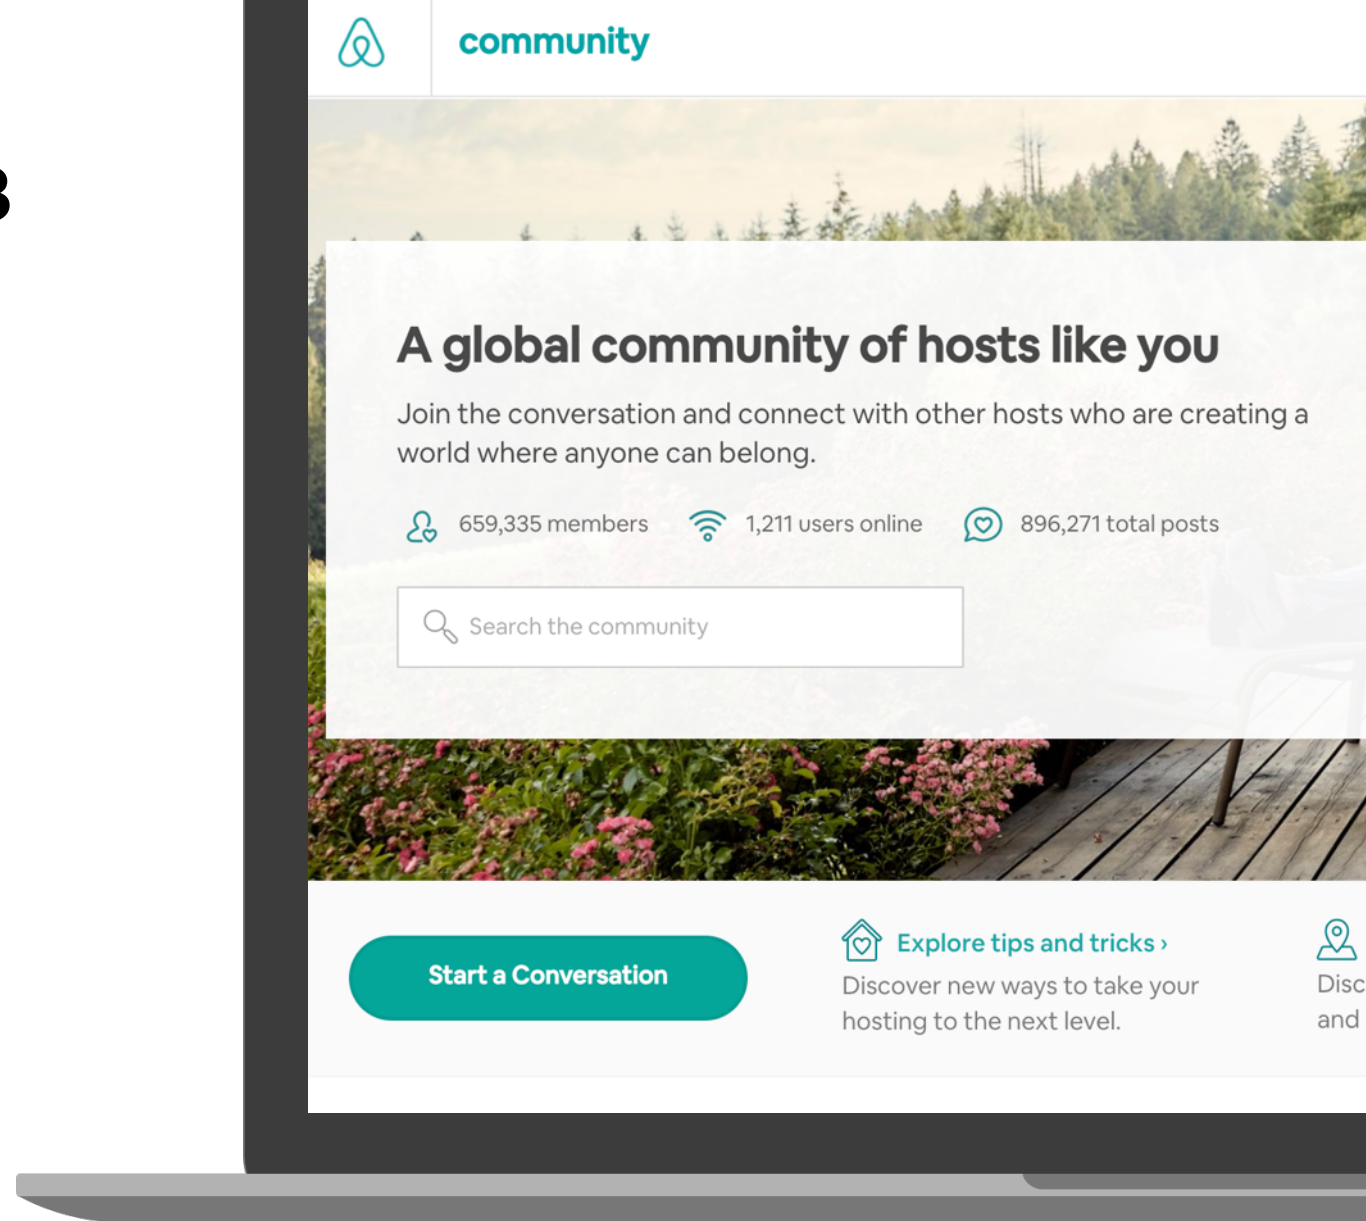 community
A global community of hosts like you
Join the conversation and connect with other hosts who are creating a
world where anyone can belong.
659,335 members 1,211 users online 896,271 total posts
Search the community
Start a Conversation
Explore tips and tricks ›
Discover new ways to take your
hosting to the next level.
Disc
and